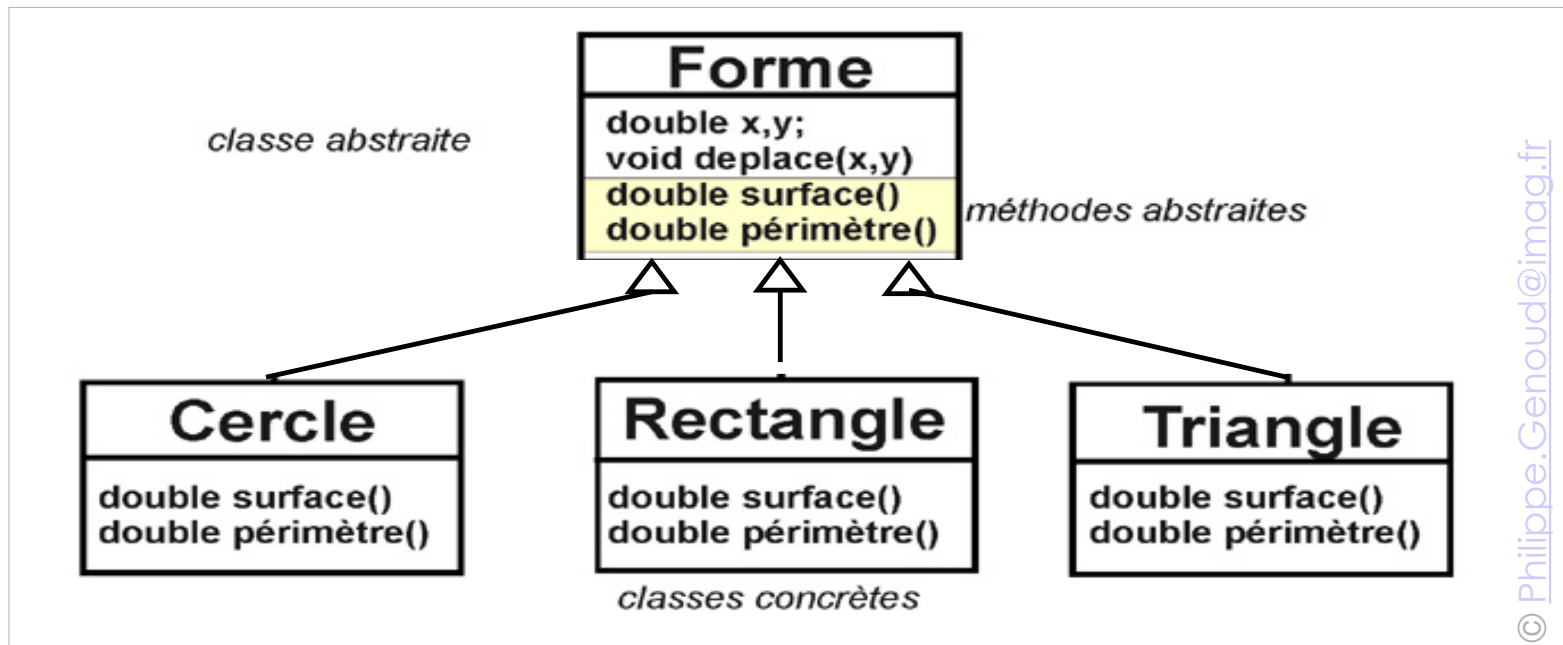 Forme
classe abstraite
double x,y;
void deplace(x,y)
double surface()
double périmètre()
méthodes abstraites
Cercle
double surface()
double périmètre()
Rectangle
double surface()
double périmètre()
Triangle
double surface()
double périmètre()
classes concrètes
© Philippe.Genoud@imag.fr